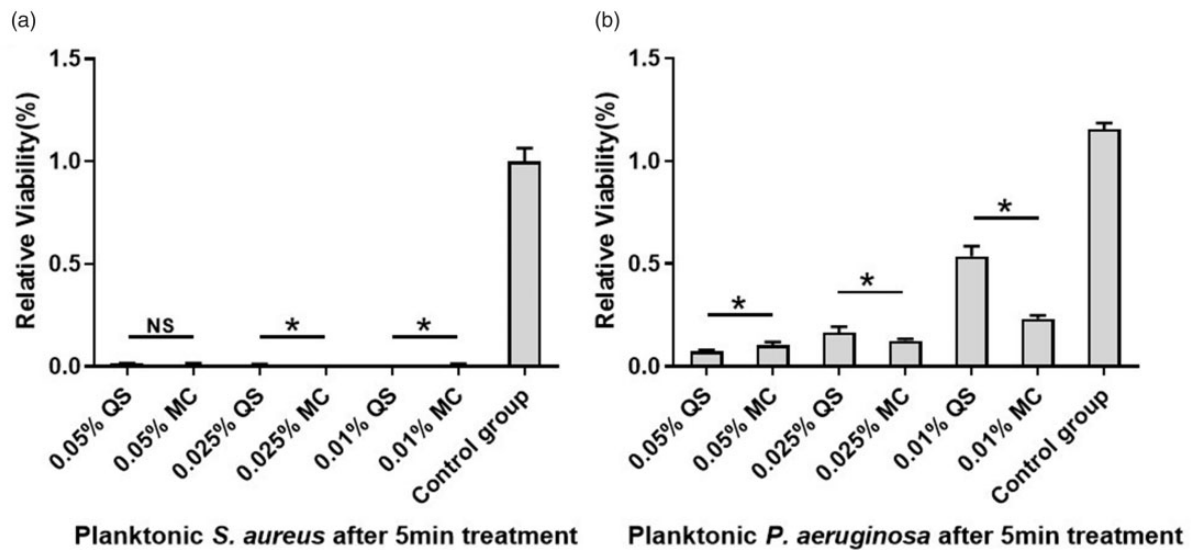 (a)
Relative Viability(%)
1.5
1.0
0.5
0.0
NS
*
*
0.05% QS
0.05% MC
0.025% QS
0.025% MC
0.01% QS
0.01% MC
Control group
Planktonic S. aureus after 5min treatment
(b)
Relative Viability(%)
1.5
1.0
0.5
0.0
*
*
*
0.05% QS
0.05% MC
0.025% QS
0.025% MC
0.01% QS
0.01% MC
Control group
Planktonic P. aeruginosa after 5min treatment